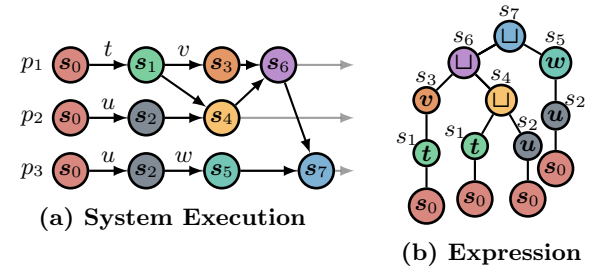 p₁ s₀ t s₁ v s₃ s₆
p₂ s₀ u s₂ s₄
p₃ s₀ u s₂ w s₅ s₇
(a) System Execution
s₇ ⊔
s₆ ⊔ s₅ w
s₃ v s₄ ⊔ s₂ u
s₁ t s₁ t s₂ u s₀
s₀ s₀ s₀
(b) Expression